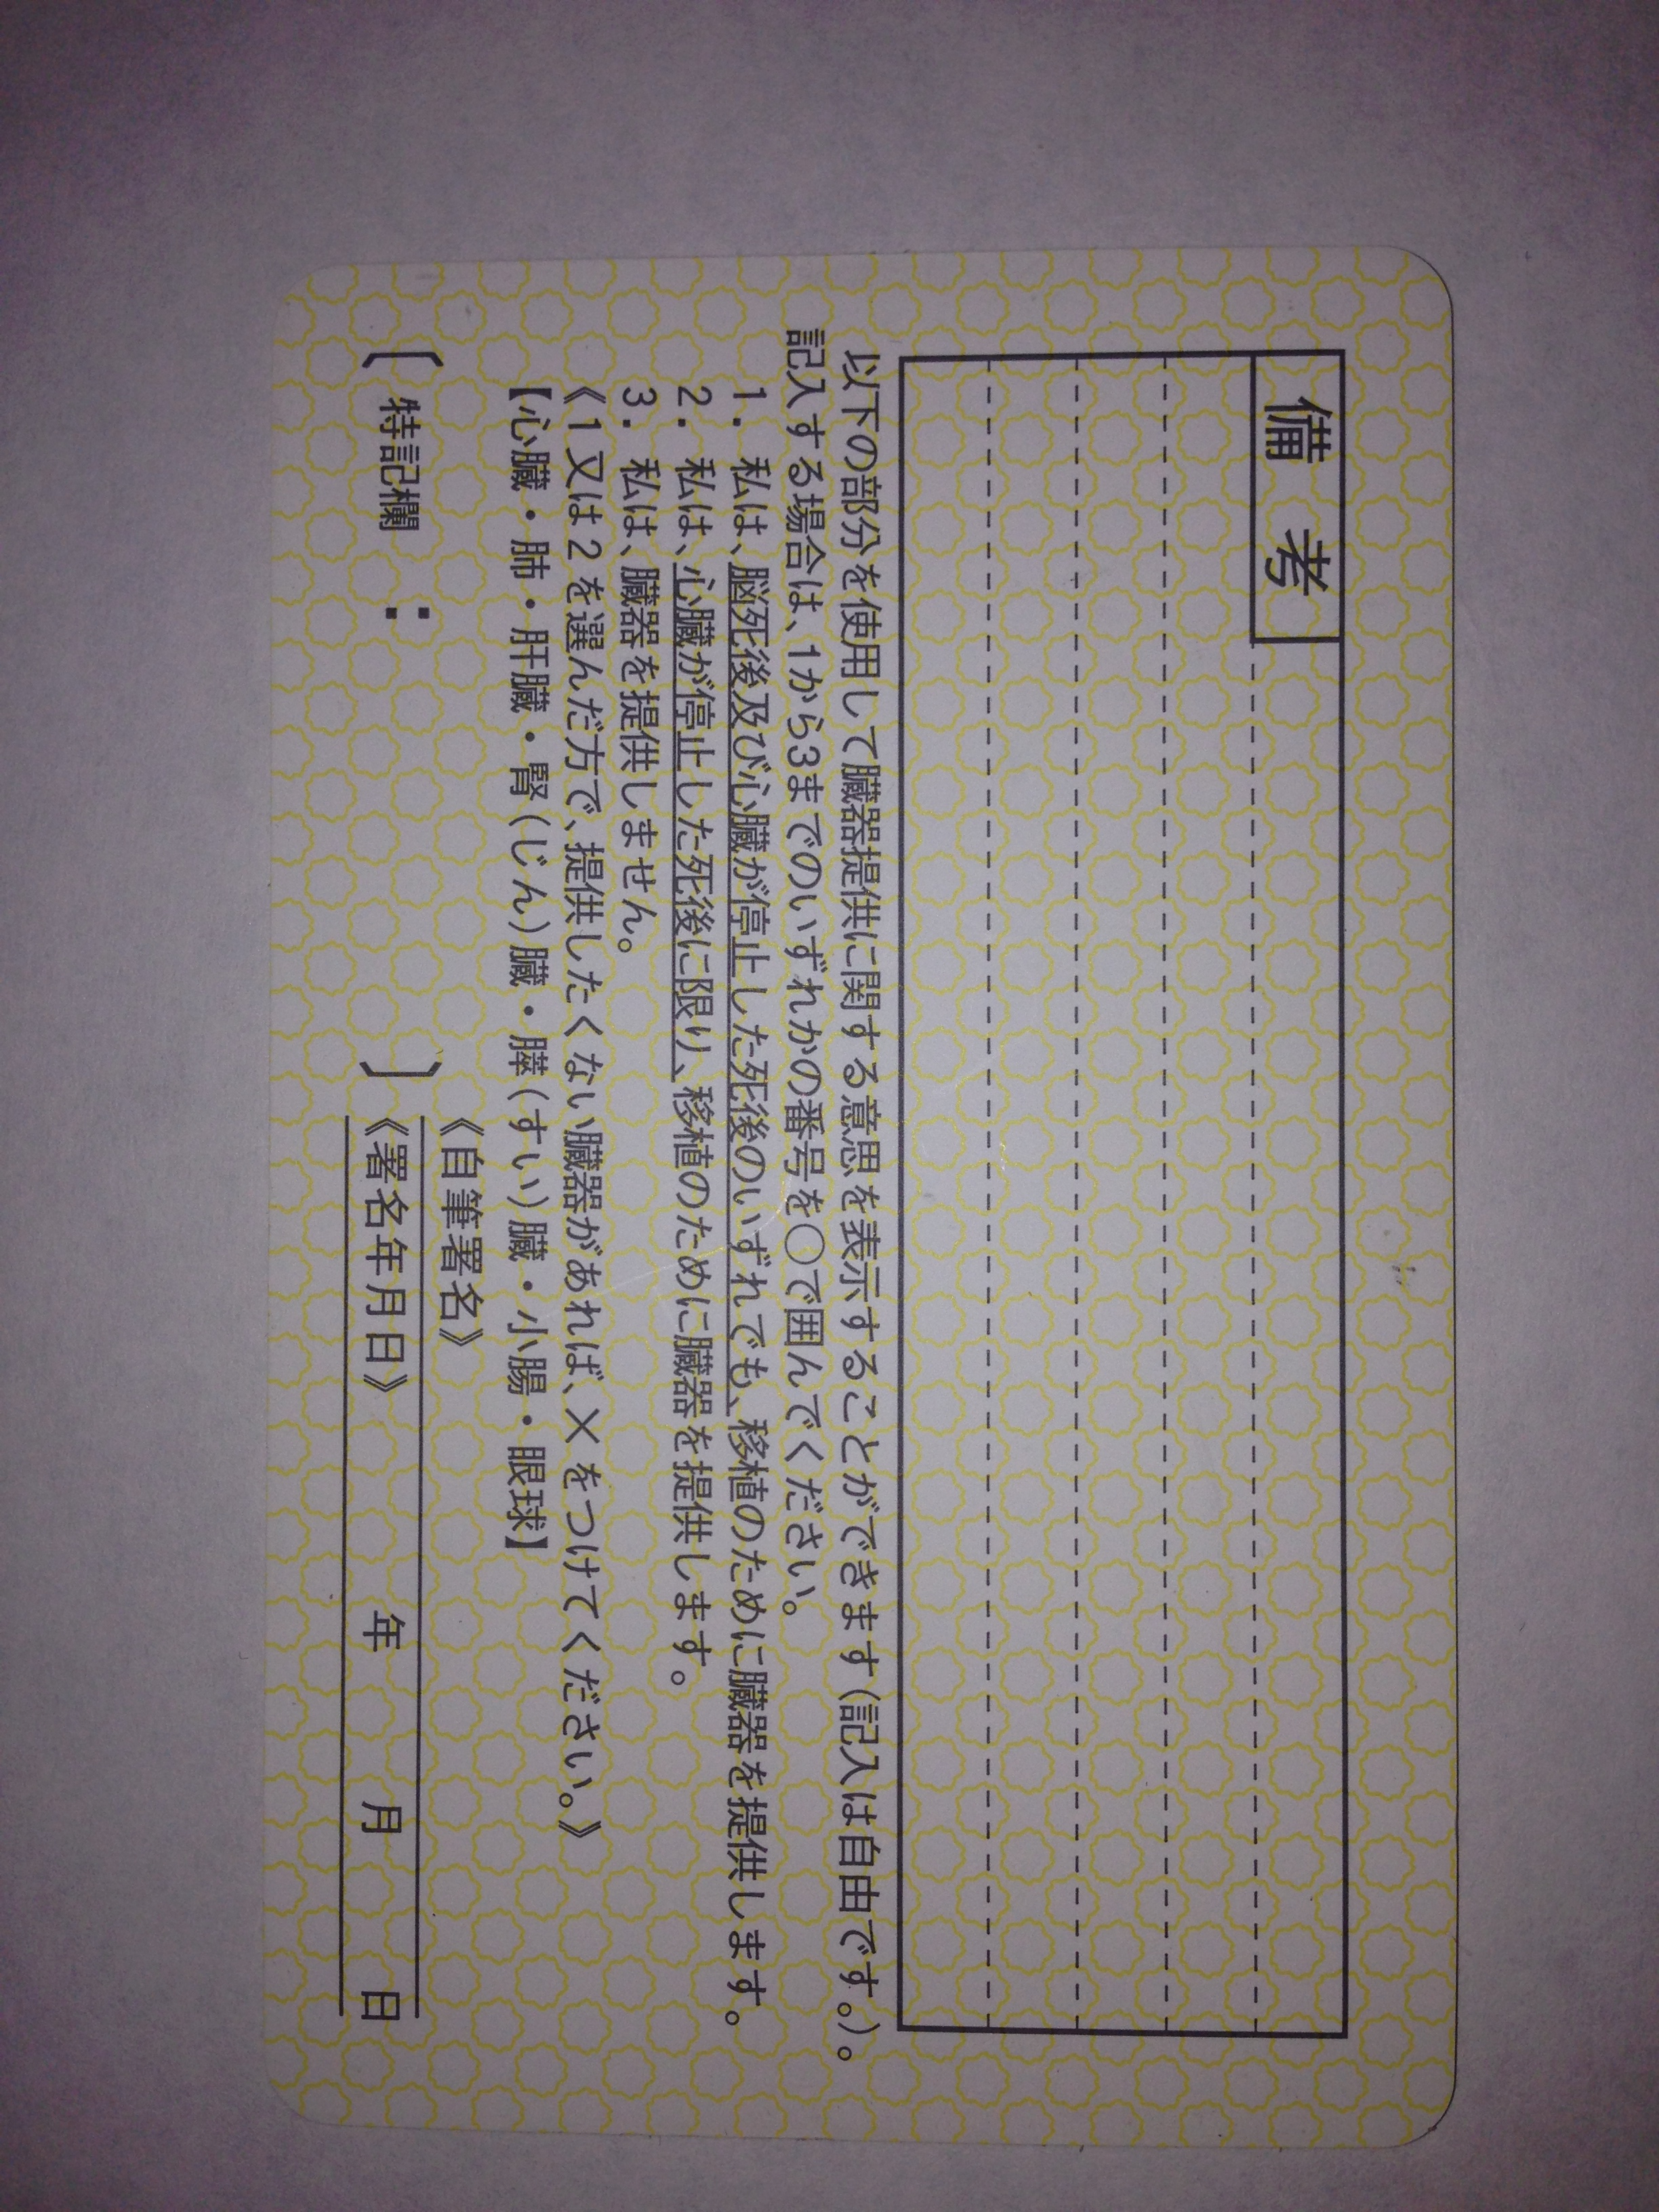 備考
以下の部分を使用して臓器提供に関する意思を表示することができます(記入は自由です。)。
記入する場合は、1から3までのいずれかの番号を○で囲んでください。
1. 私は、脳死後及び心臓が停止した死後のいずれでも、移植のために臓器を提供します。
2. 私は、心臓が停止した死後に限り、移植のために臓器を提供します。
3. 私は、臓器を提供しません。
《1又は2を選んだ方で、提供したくない臓器があれば、×をつけてください。》
【心臓・肺・肝臓・腎(じん)臓・膵(すい)臓・小腸・眼球】
〔特記欄:〕
《自筆署名》
《署名年月日》 年 月 日